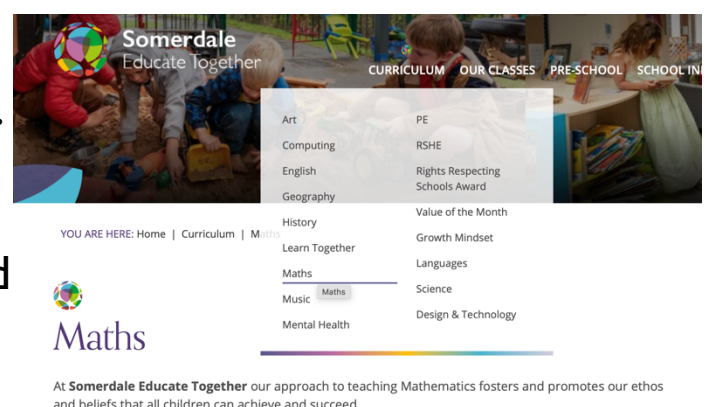 Somerdale
Educate Together
CURRICULUM OUR CLASSES PRE-SCHOOL SCHOOL IN
Art
Computing
English
Geography
History
Learn Together
Maths
Music
Mental Health
PE
RSHE
Rights Respecting
Schools Award
Value of the Month
Growth Mindset
Languages
Science
Design & Technology
Maths
YOU ARE HERE: Home | Curriculum | Maths
Maths
At Somerdale Educate Together our approach to teaching Mathematics fosters and promotes our ethos
and beliefs that all children can achieve and succeed